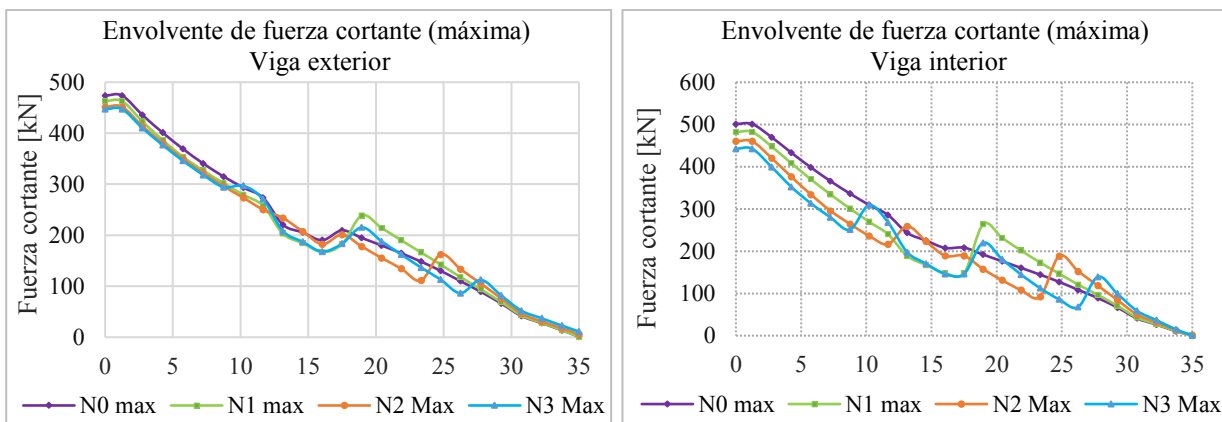 Envolvente de fuerza cortante (máxima)
Viga exterior
Fuerza cortante [kN]
500
400
300
200
100
0
0 5 10 15 20 25 30 35
N0 max N1 max N2 Max N3 Max
Envolvente de fuerza cortante (máxima)
Viga interior
Fuerza cortante [kN]
600
500
400
300
200
100
0
0 5 10 15 20 25 30 35
N0 max N1 max N2 Max N3 Max